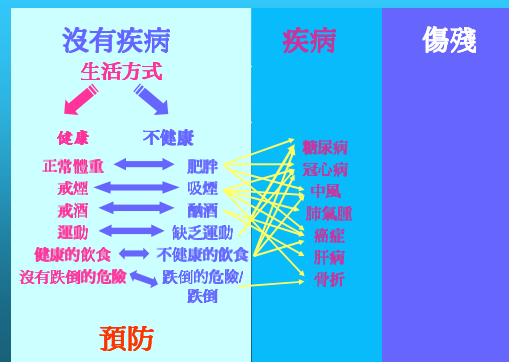 沒有疾病
疾病
傷殘
生活方式
健康
不健康
正常體重
肥胖
戒煙
吸煙
戒酒
酗酒
運動
缺乏運動
健康的飲食
不健康的飲食
沒有跌倒的危險
跌倒的危險/
跌倒
糖尿病
冠心病
中風
肺氣腫
癌症
肝病
骨折
預防